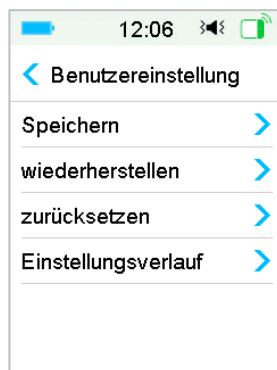 12:06
Benutzereinstellung
Speichern
wiederherstellen
zurücksetzen
Einstellungsverlauf